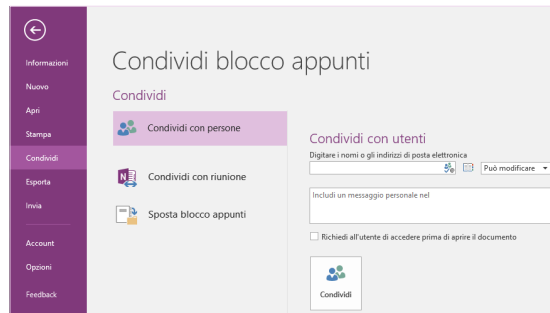 Informazioni
Nuovo
Apri
Stampa
Condividi
Esporta
Invia
Account
Opzioni
Feedback
Condividi blocco appunti
Condividi
Condividi con persone
Condividi con riunione
Sposta blocco appunti
Condividi con utenti
Digitare i nomi o gli indirizzi di posta elettronica
Può modificare
Includi un messaggio personale nel
Richiedi all'utente di accedere prima di aprire il documento
Condividi